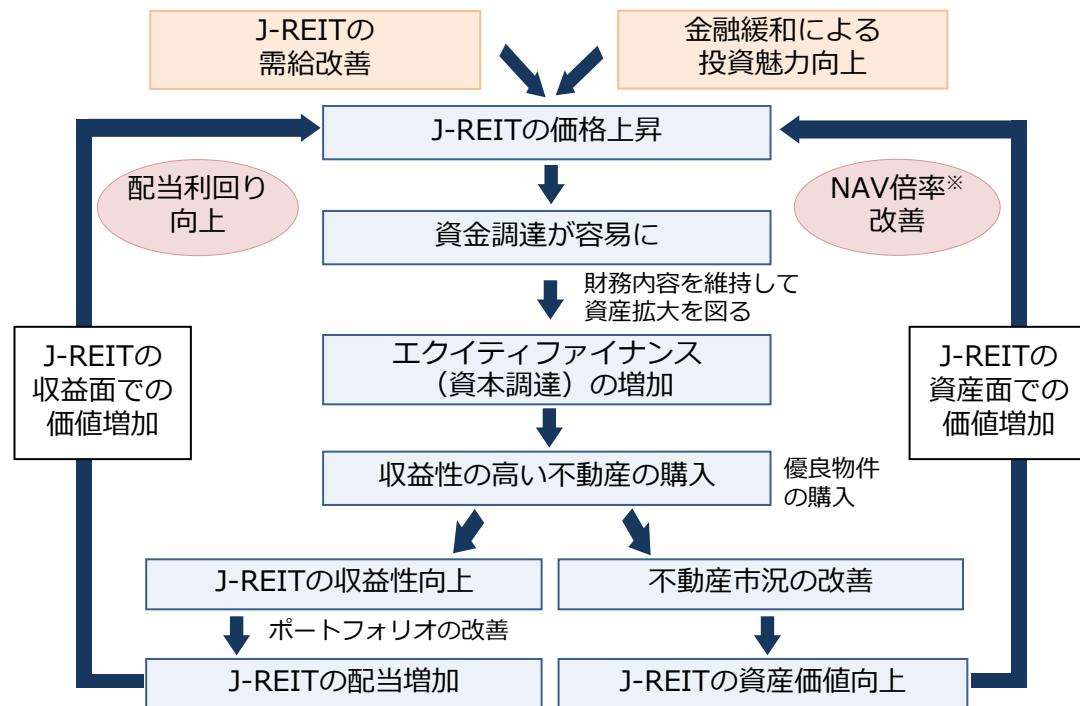 J-REITの
需給改善
金融緩和による
投資魅力向上
J-REITの価格上昇
配当利回り
向上
NAV倍率※
改善
資金調達が容易に
財務内容を維持して
資産拡大を図る
J-REITの
収益面での
価値増加
エクイティファイナンス
（資本調達）の増加
J-REITの
資産面での
価値増加
収益性の高い不動産の購入
優良物件
の購入
J-REITの収益性向上
不動産市況の改善
ポートフォリオの改善
J-REITの配当増加
J-REITの資産価値向上